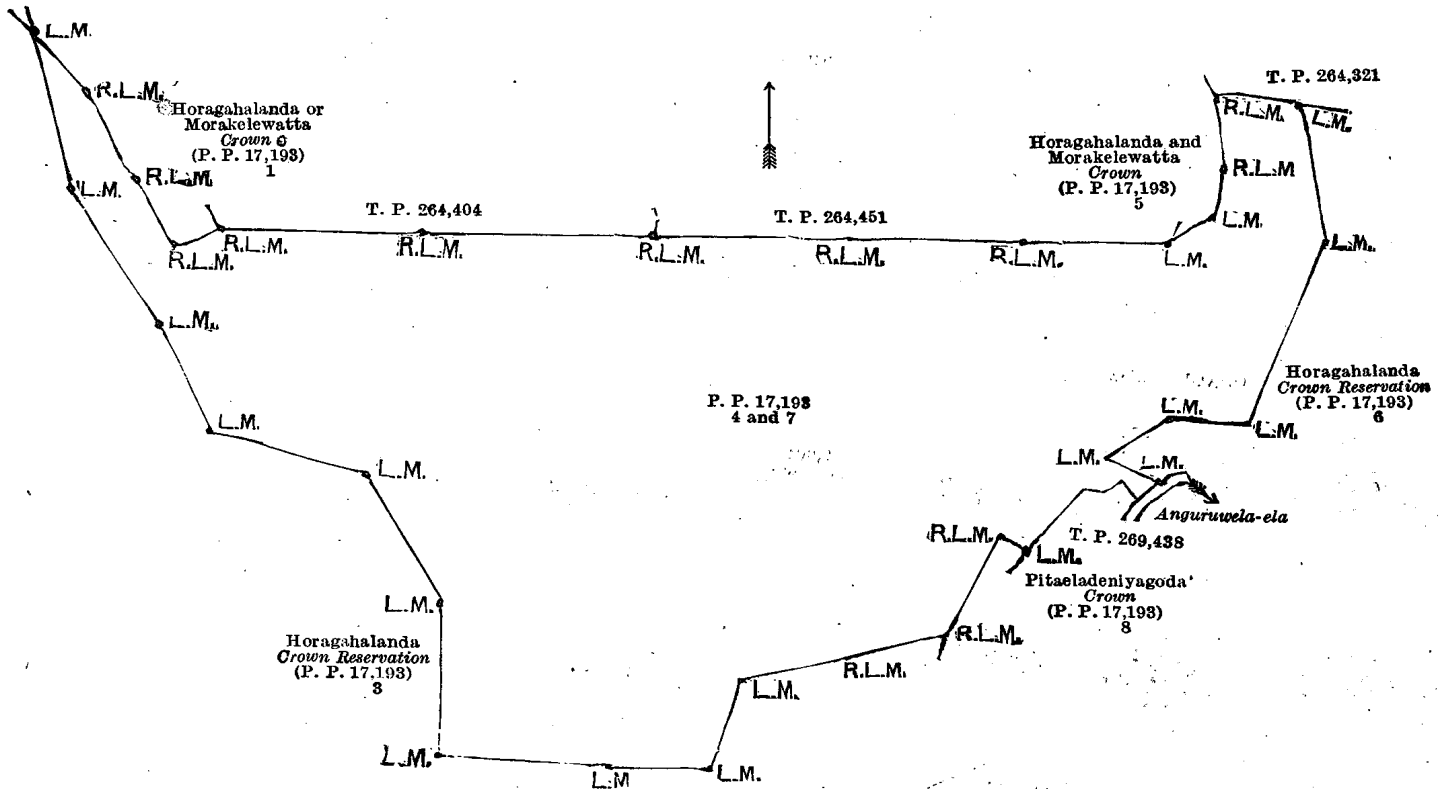 L.M.
T. P. 264,321
R.L.M.
R.L.M.
L.M.
Horagahalanda or
Morakelewatta
Crown
(P. P. 17,193)
1
Horagahalanda and
Morakelewatta
Crown
(P. P. 17,193)
5
R.L.M
R.L.M
L.M.
T. P. 264,404
T. P. 264,451
L.M.
R.L.M.
R.L.M.
R.L.M.
R.L.M.
R.L.M.
R.L.M.
L.M.
L.M.
L.M.
Horagahalanda
Crown Reservation
(P. P. 17,193)
6
P. P. 17,193
4 and 7
L.M.
L.M.
L.M.
L.M.
L.M.
L.M.
Anguruwela-ela
T. P. 269,438
R.L.M.
L.M.
Pitaeladeniyagoda
Crown
(P. P. 17,193)
8
L.M.
R.L.M.
Horagahalanda
Crown Reservation
(P. P. 17,193)
3
R.L.M.
L.M.
L.M.
L.M
L.M.